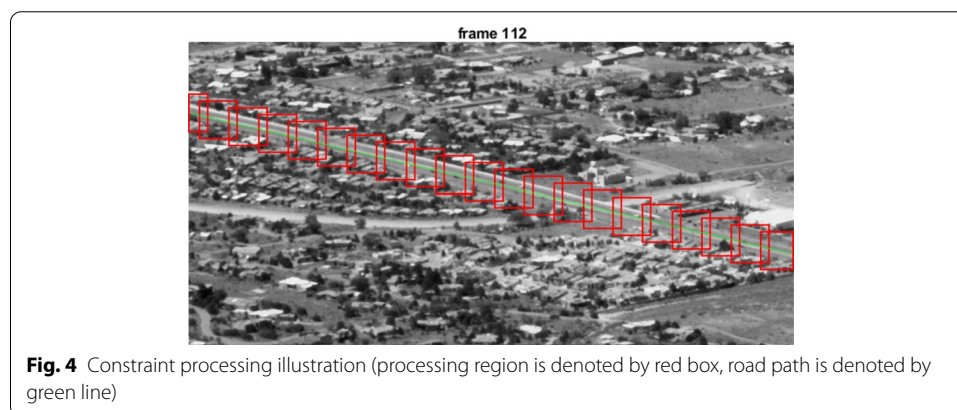 frame 112
Fig. 4 Constraint processing illustration (processing region is denoted by red box, road path is denoted by
green line)